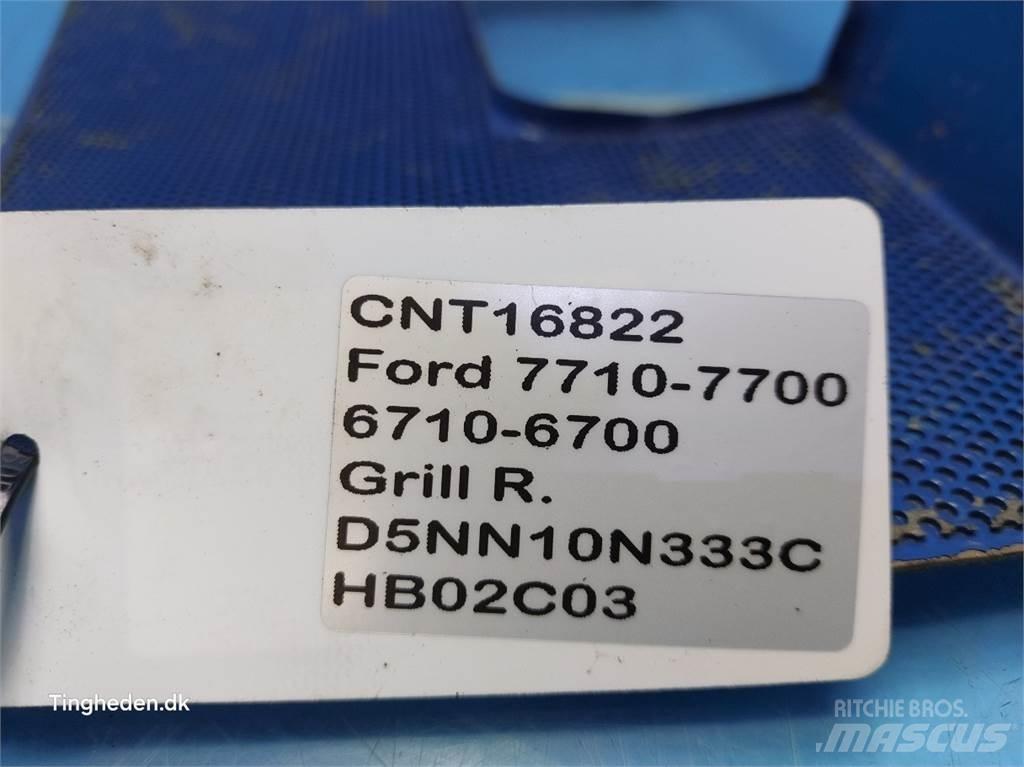 CNT16822
Ford 7710-7700
6710-6700
Grill R.
D5NN10N333C
HB02C03
Tingheden.dk
RITCHIE BROS.
MASCUS